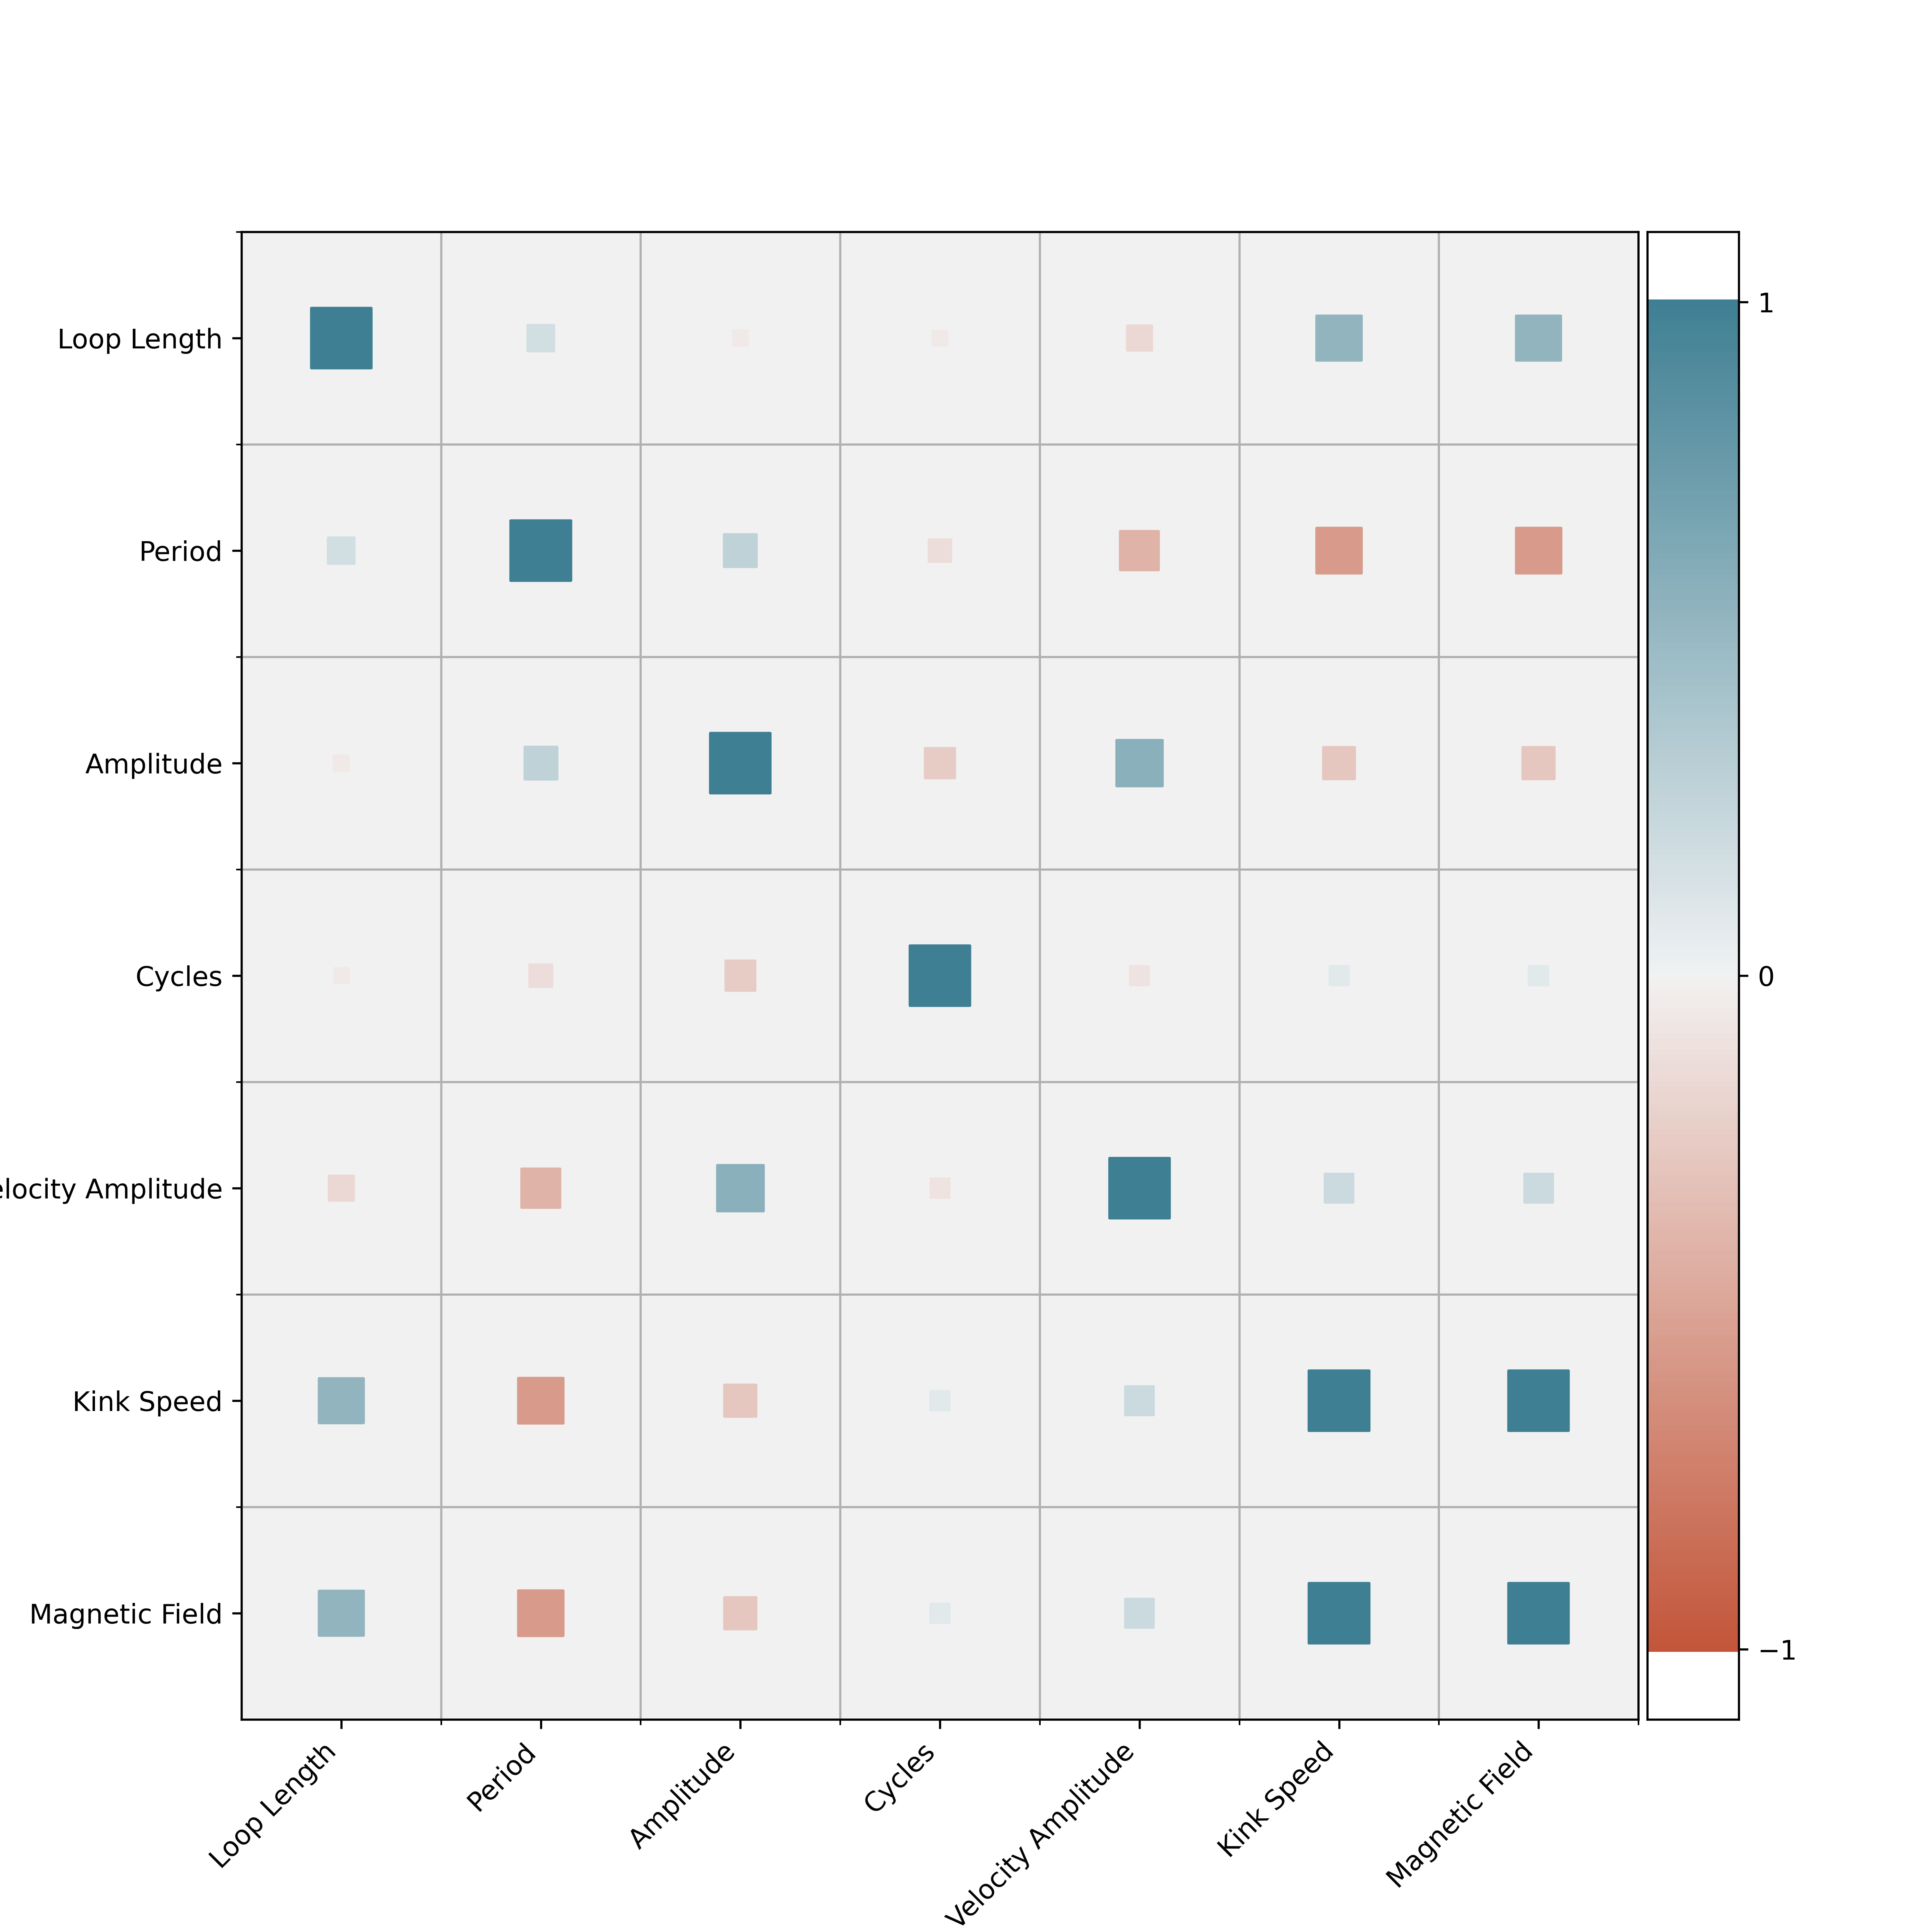 1
Loop Length
Period
Amplitude
Cycles
0
elocity Amplitude
Kink Speed
Magnetic Field
−1
Loop Length
Period
Amplitude
Cycles
Velocity Amplitude
Kink Speed
Magnetic Field